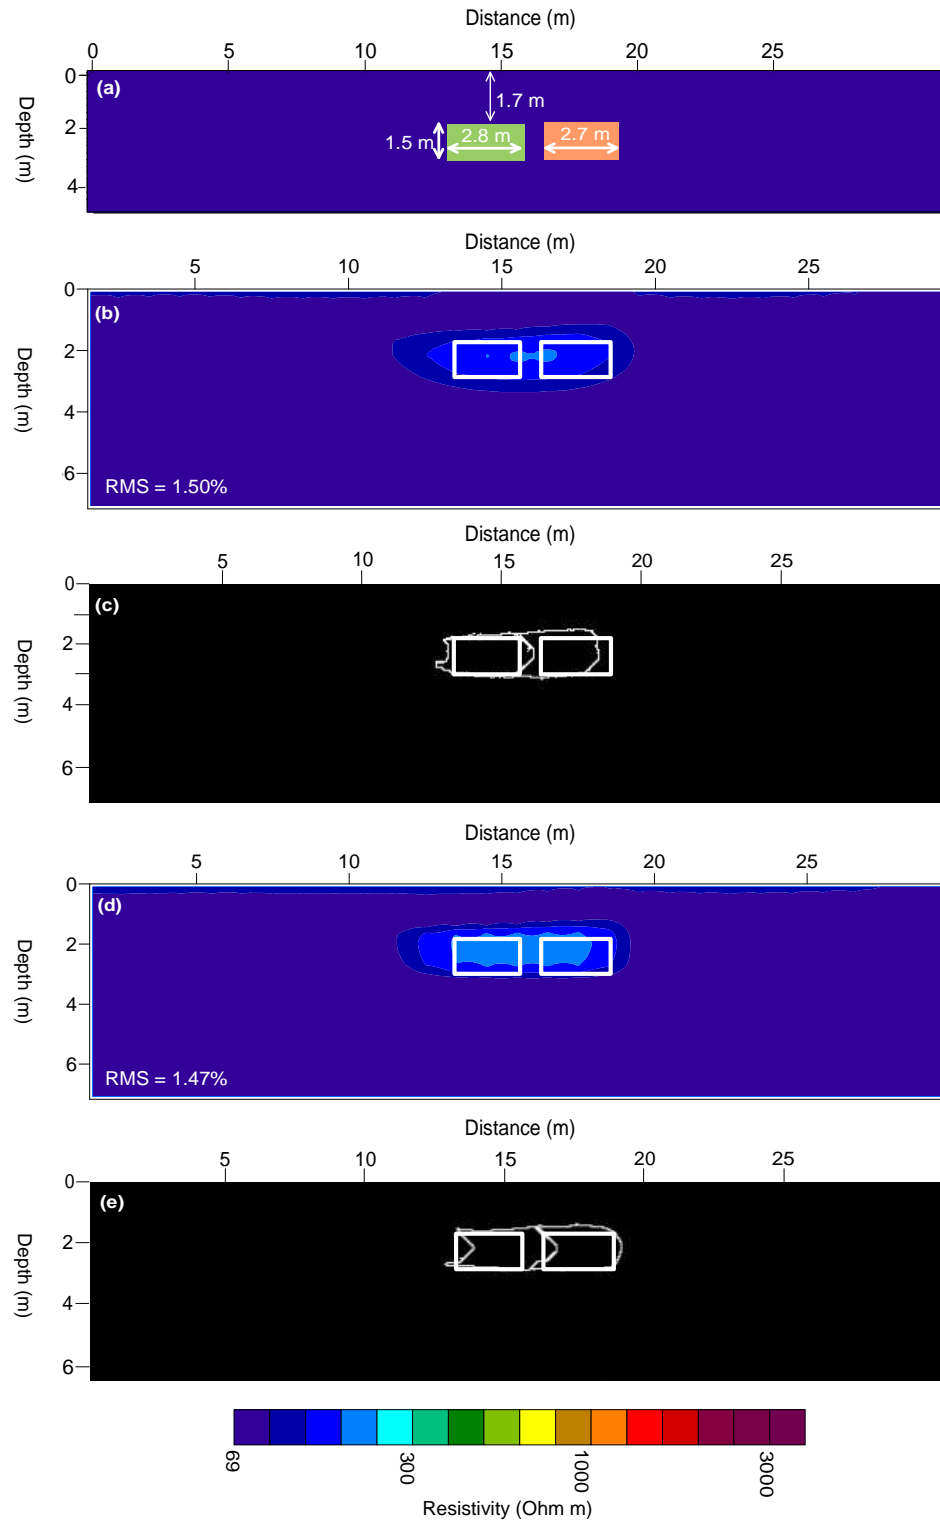 Distance (m)
0 5 10 15 20 25
(a)
0
2
4
Depth (m)
1.7 m
1.5 m
2.8 m
2.7 m
Distance (m)
5 10 15 20 25
(b)
0
2
4
6
Depth (m)
RMS = 1.50%
Distance (m)
5 10 15 20 25
(c)
0
2
4
6
Depth (m)
Distance (m)
5 10 15 20 25
(d)
0
2
4
6
Depth (m)
RMS = 1.47%
Distance (m)
5 10 15 20 25
(e)
0
2
4
6
Depth (m)
69 300 1000 3000
Resistivity (Ohm m)